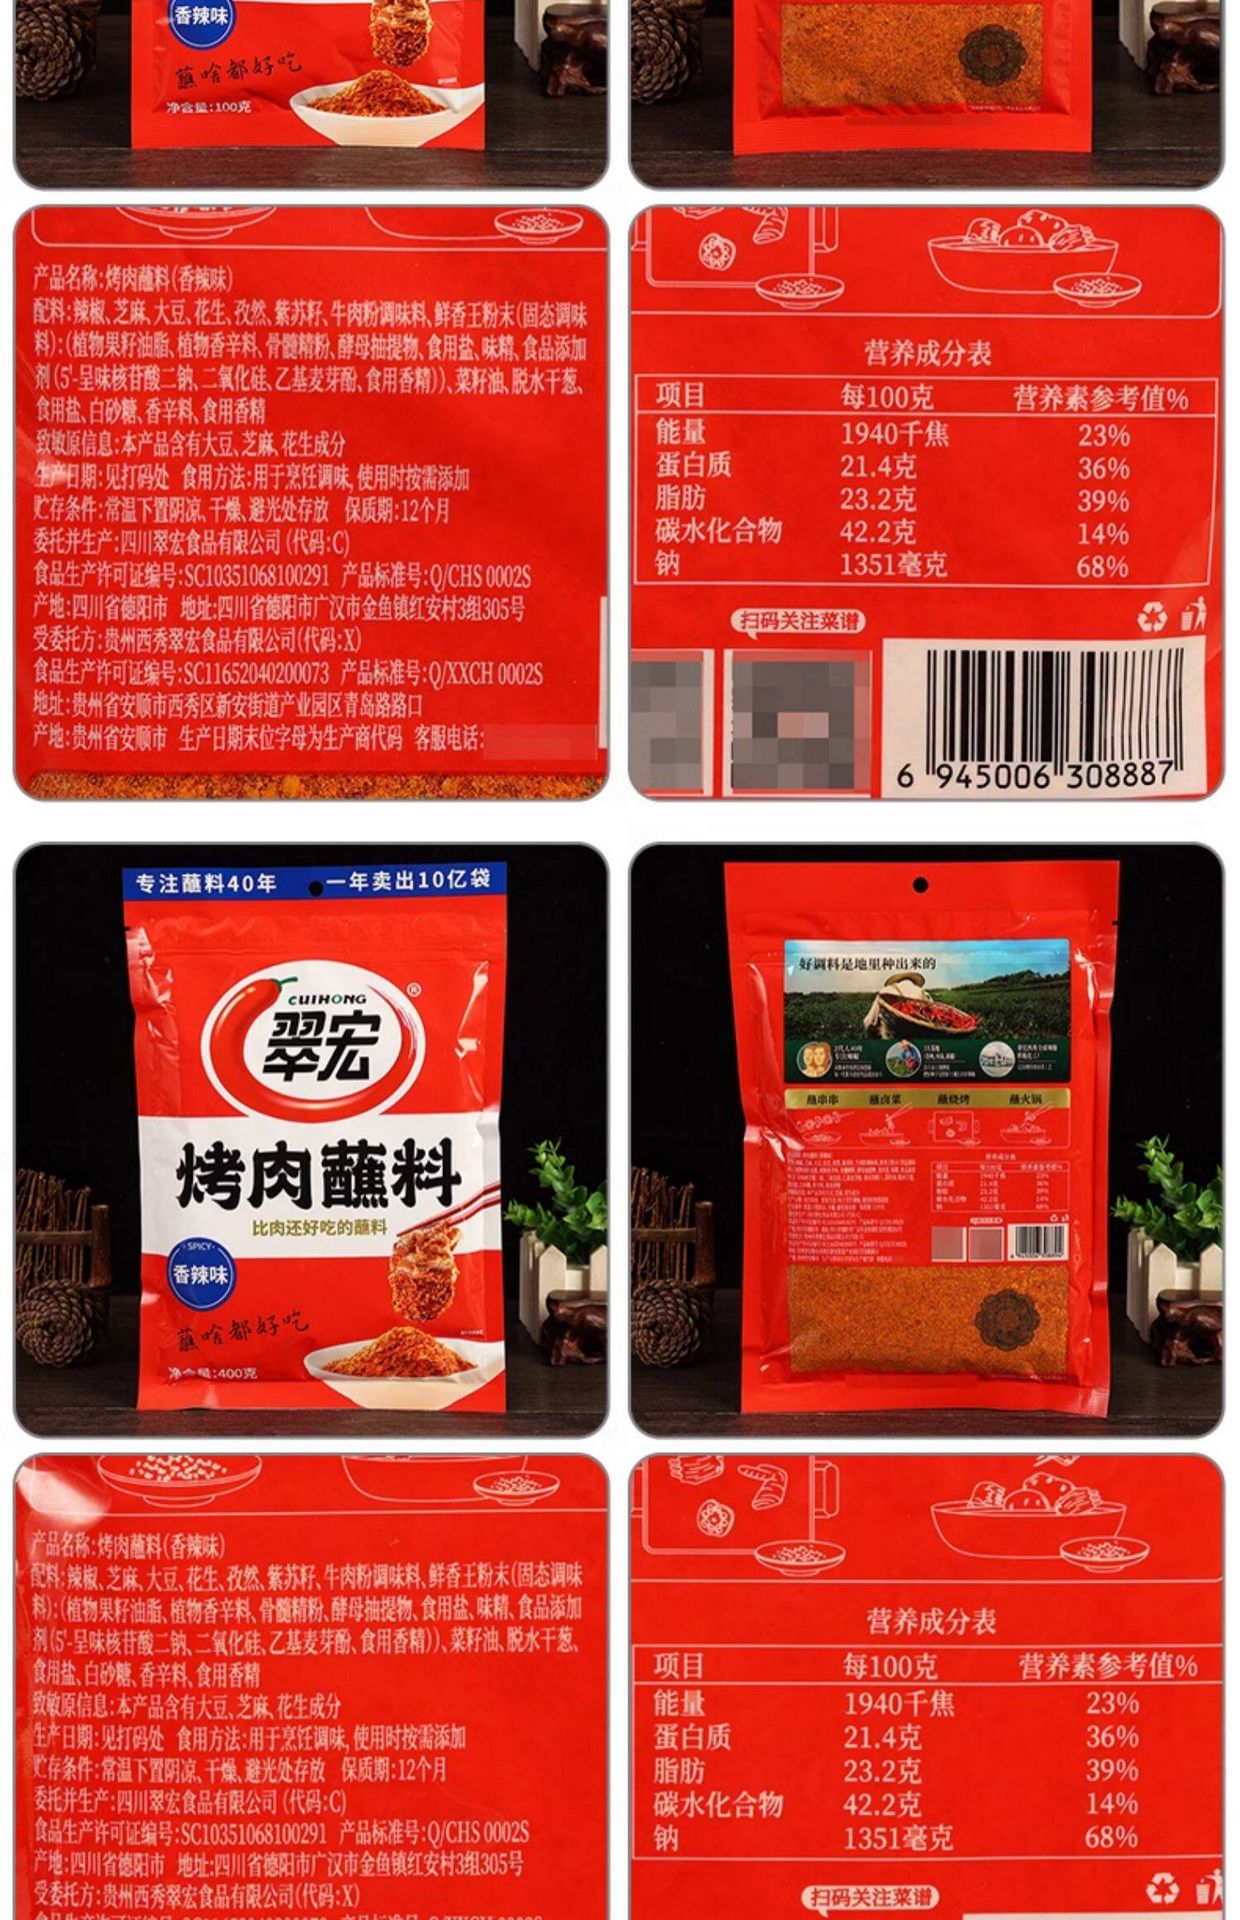 香辣味
蘸啥都好吃
净含量:100克
产品名称:烤肉蘸料(香辣味)
配料:辣椒、芝麻、大豆、花生、孜然、紫苏籽、牛肉粉调味料、鲜香王粉末(固态调味
料):(植物果籽油脂、植物香辛料、骨髓精粉、酵母抽提物、食用盐、味精、食品添加
剂(5'-呈味核苷酸二钠、二氧化硅、乙基麦芽酚、食用香精))、菜籽油、脱水干葱、
食用盐、白砂糖、香辛料、食用香精
致敏原信息:本产品含有大豆、芝麻、花生成分
生产日期:见打码处 食用方法:用于烹饪调味,使用时按需添加
贮存条件:常温下置阴凉、干燥、避光处存放 保质期:12个月
委托并生产:四川翠宏食品有限公司(代码:C)
食品生产许可证编号:SC10351068100291 产品标准号:Q/CHS 0002S
产地:四川省德阳市 地址:四川省德阳市广汉市金鱼镇红安村3组305号
受委托方:贵州西秀翠宏食品有限公司(代码:X)
食品生产许可证编号:SC11652040200073 产品标准号:Q/XXCH 0002S
地址:贵州省安顺市西秀区新安街道产业园区青岛路路口
产地:贵州省安顺市 生产日期末位字母为生产商代码 客服电话:
营养成分表
项目 每100克 营养素参考值%
能量 1940千焦 23%
蛋白质 21.4克 36%
脂肪 23.2克 39%
碳水化合物 42.2克 14%
钠 1351毫克 68%
扫码关注菜谱
6 945006 308887
专注蘸料40年 一年卖出10亿袋
CUIHONG
®
翠宏
烤肉蘸料
比肉还好吃的蘸料
SPICY
香辣味
蘸啥都好吃
净含量:400克
好调料是地里种出来的
蘸串串 蘸卤菜 蘸烧烤 蘸火锅
营养成分表
产品名称:烤肉蘸料(香辣味)
配料:辣椒、芝麻、大豆、花生、孜然、紫苏籽、牛肉粉调味料、鲜香王粉末(固态调味
料):(植物果籽油脂、植物香辛料、骨髓精粉、酵母抽提物、食用盐、味精、食品添加
剂(5'-呈味核苷酸二钠、二氧化硅、乙基麦芽酚、食用香精))、菜籽油、脱水干葱、
食用盐、白砂糖、香辛料、食用香精
致敏原信息:本产品含有大豆、芝麻、花生成分
生产日期:见打码处 食用方法:用于烹饪调味,使用时按需添加
贮存条件:常温下置阴凉、干燥、避光处存放 保质期:12个月
委托并生产:四川翠宏食品有限公司(代码:C)
食品生产许可证编号:SC10351068100291 产品标准号:Q/CHS 0002S
产地:四川省德阳市 地址:四川省德阳市广汉市金鱼镇红安村3组305号
受委托方:贵州西秀翠宏食品有限公司(代码:X)
营养成分表
项目 每100克 营养素参考值%
能量 1940千焦 23%
蛋白质 21.4克 36%
脂肪 23.2克 39%
碳水化合物 42.2克 14%
钠 1351毫克 68%
扫码关注菜谱